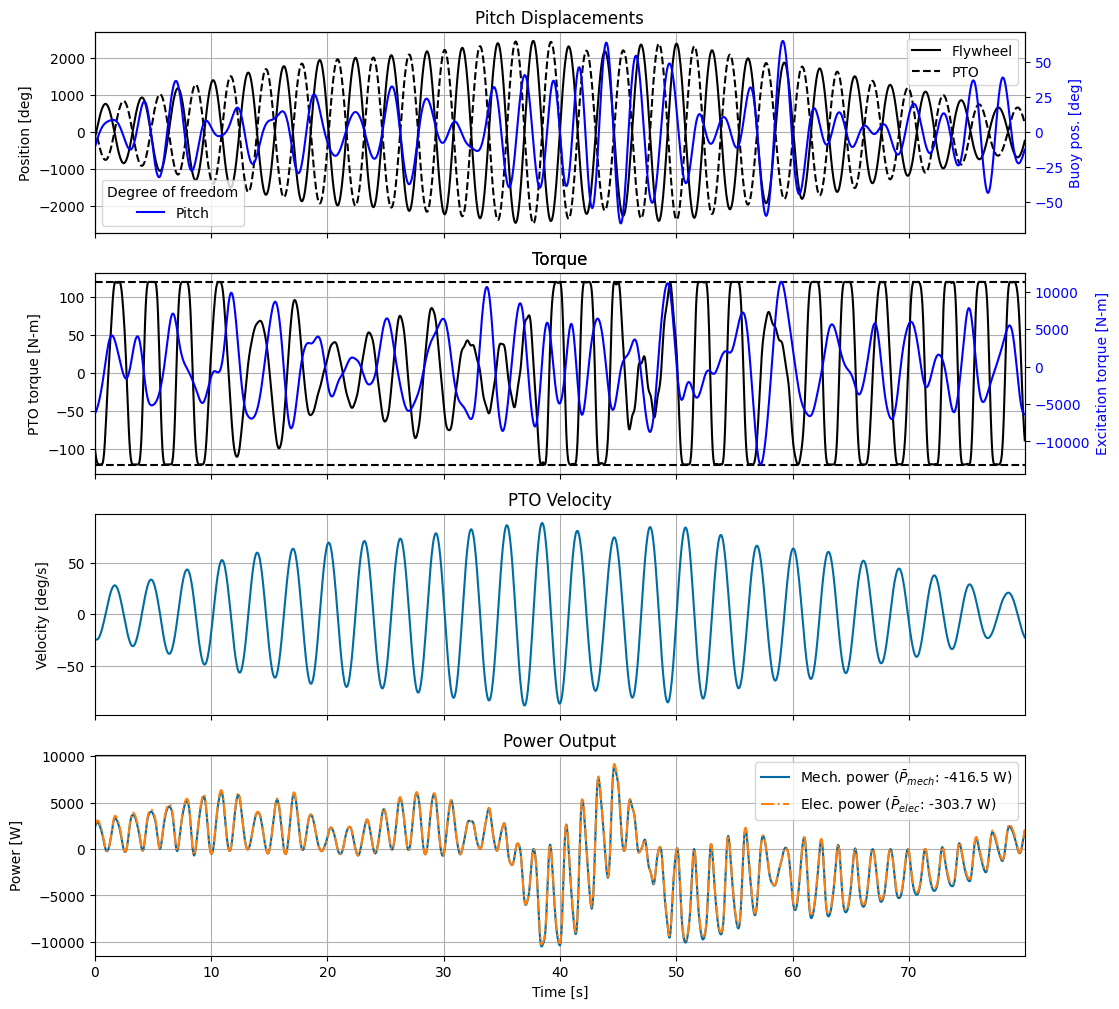 Pitch Displacements
Position [deg]
2000
1000
0
−1000
−2000
Flywheel
PTO
Degree of freedom
Pitch
50
25
0
−25
−50
Buoy pos. [deg]
Torque
PTO torque [N-m]
100
50
0
−50
−100
10000
5000
0
−5000
−10000
Excitation torque [N-m]
PTO Velocity
Velocity [deg/s]
50
0
−50
Power Output
Power [W]
10000
5000
0
−5000
−10000
Mech. power (P̄mech: -416.5 W)
Elec. power (P̄elec: -303.7 W)
0 10 20 30 40 50 60 70
Time [s]